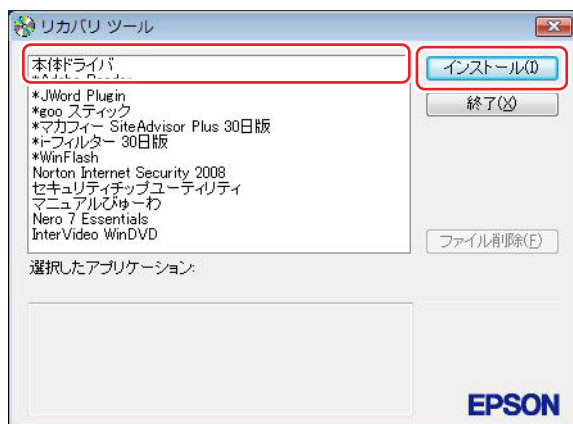 リカバリ ツール
本体ドライバ
*Adobe Reader
*JWord Plugin
*goo スティック
*マカフィー SiteAdvisor Plus 30日版
*i-フィルター 30日版
*WinFlash
Norton Internet Security 2008
セキュリティチップユーティリティ
マニュアルびゅーわ
Nero 7 Essentials
InterVideo WinDVD
インストール(I)
終了(X)
ファイル削除(F)
選択したアプリケーション:
EPSON